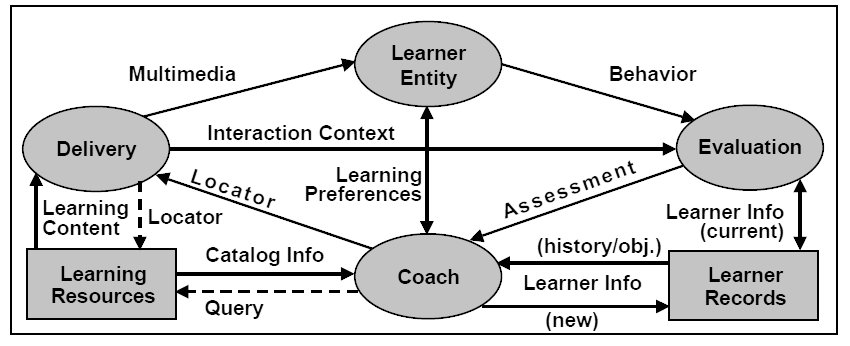 Learner
Entity
Multimedia
Behavior
Interaction Context
Delivery
Evaluation
Learning
Preferences
Locator
Assessment
Learning
Content
Locator
Learner Info
(current)
Catalog Info
(history/obj.)
Learning
Resources
Coach
Learner Info
Learner
Records
Query
(new)